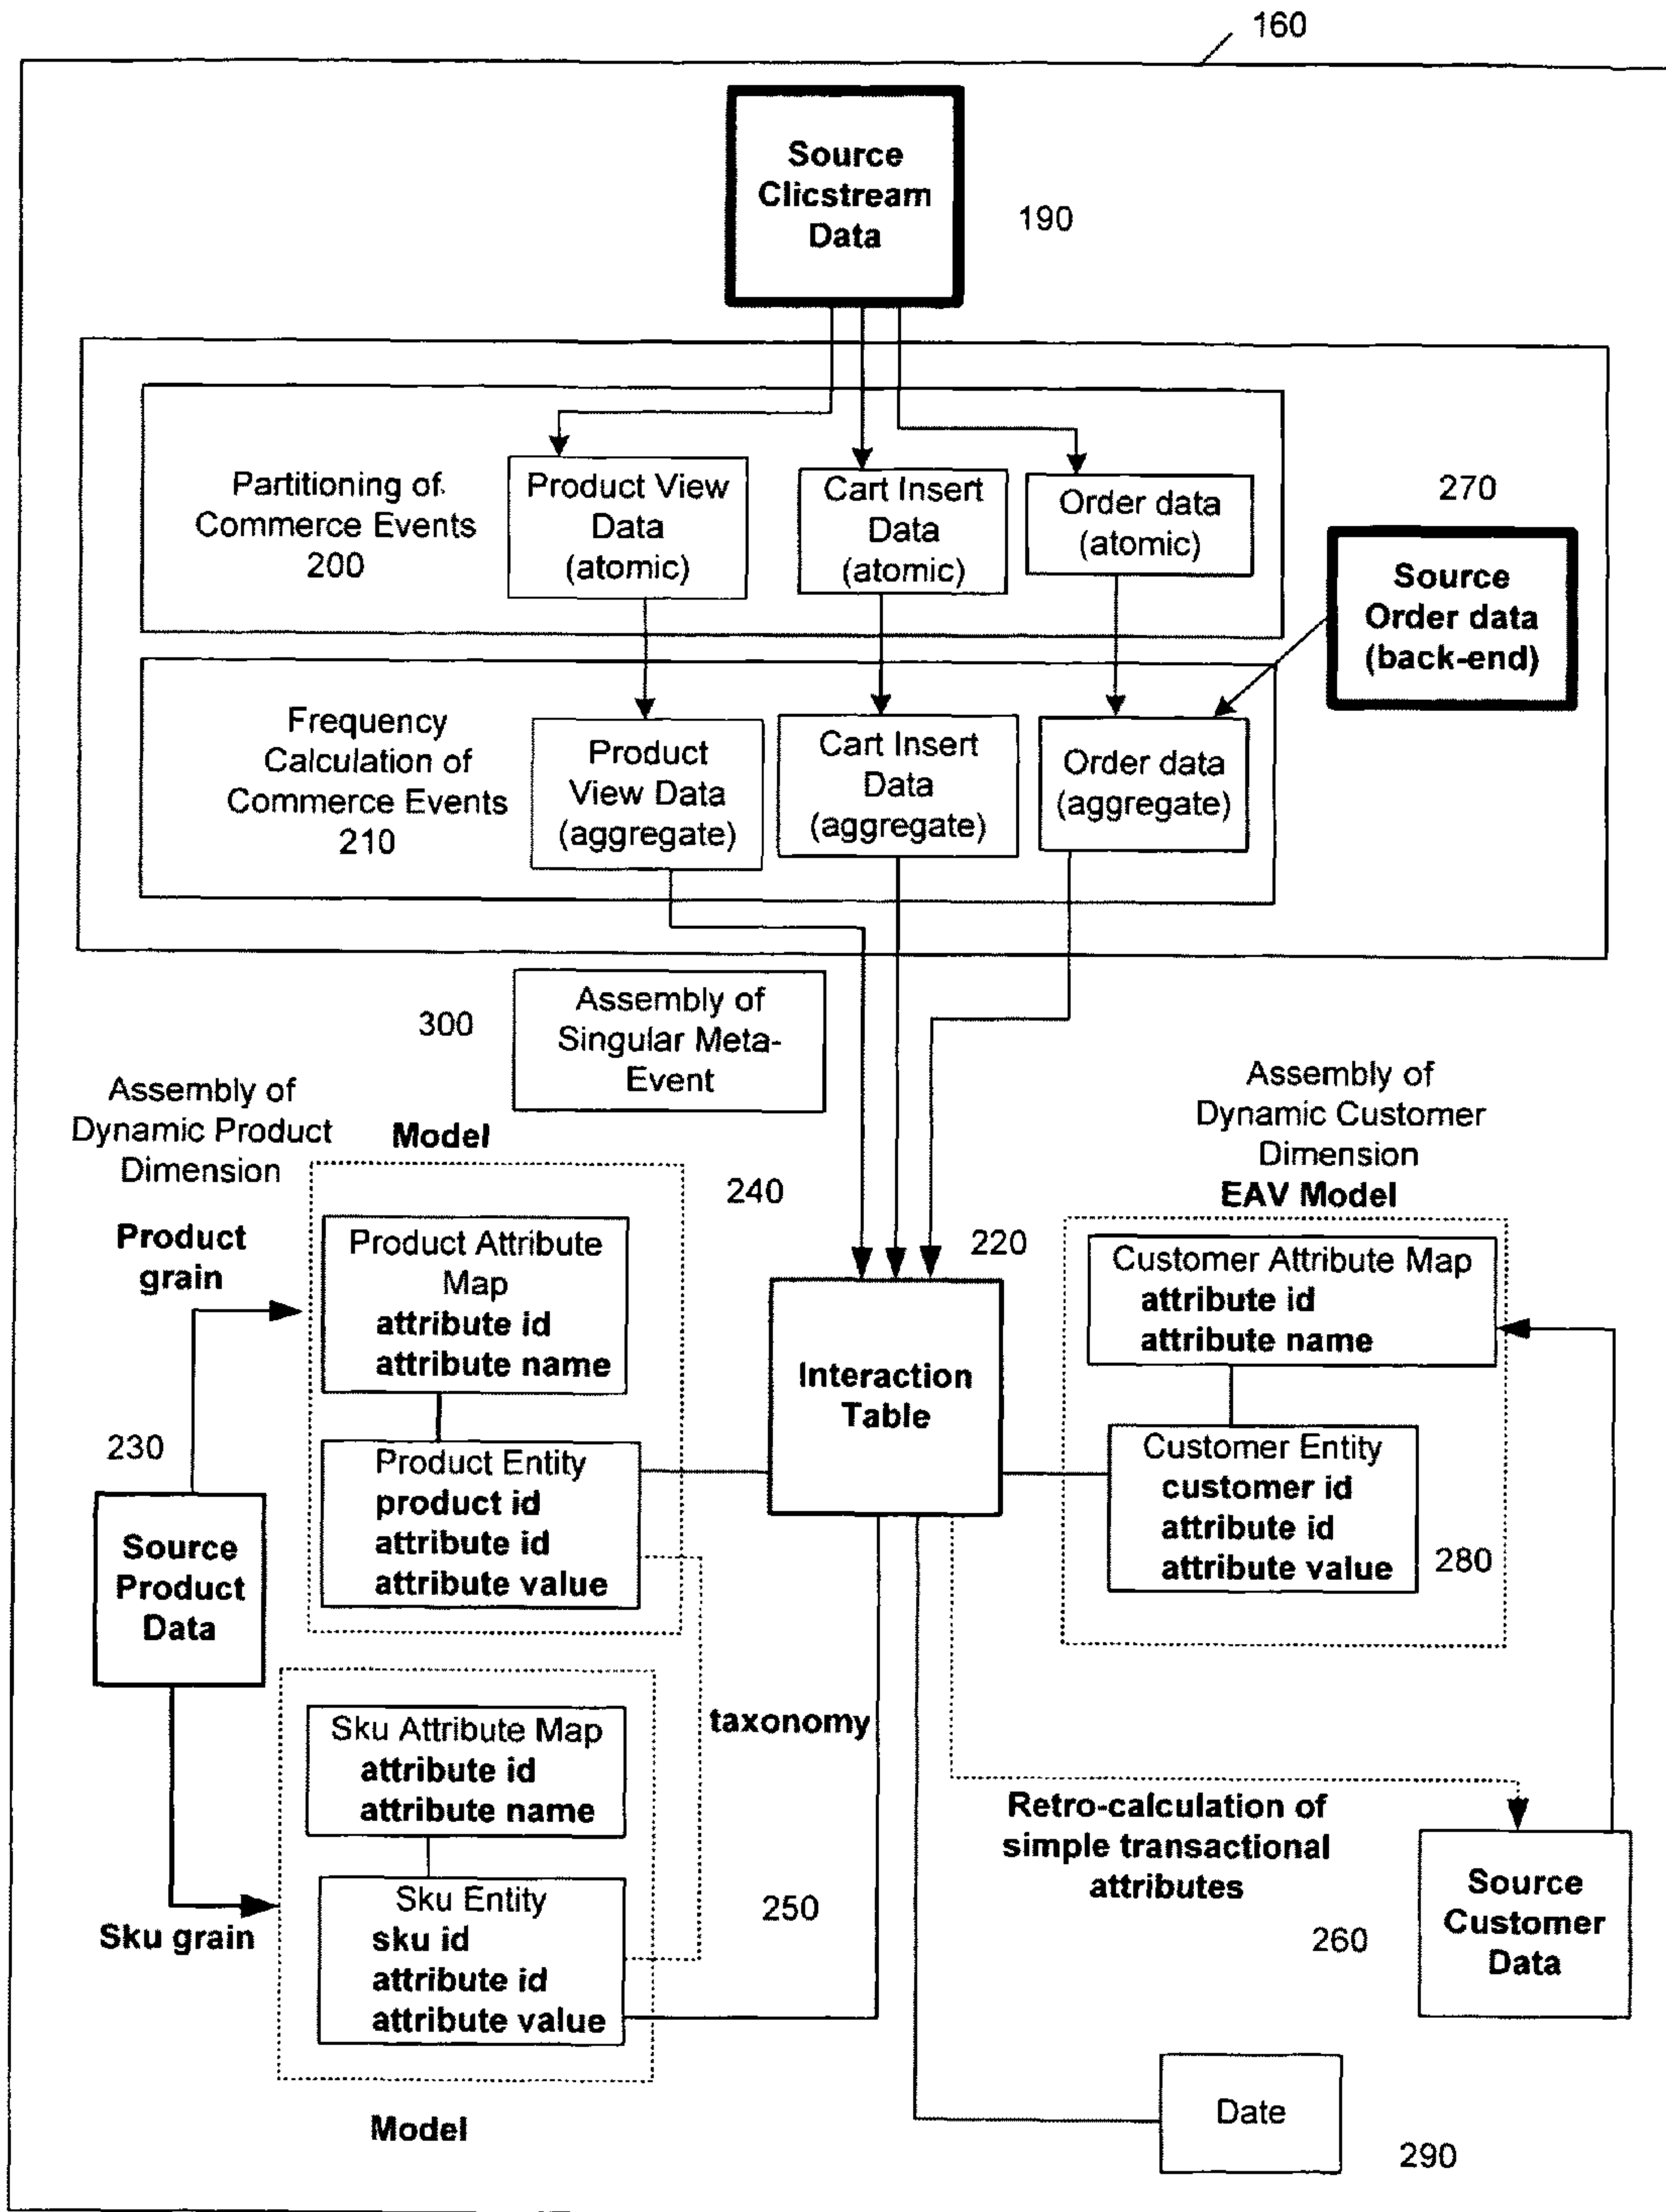 160
Source
Clicstream
Data
190
Partitioning of
Commerce Events
200
Product View
Data
(atomic)
Cart Insert
Data
(atomic)
Order data
(atomic)
270
Source
Order data
(back-end)
Frequency
Calculation of
Commerce Events
210
Product
View Data
(aggregate)
Cart Insert
Data
(aggregate)
Order data
(aggregate)
300
Assembly of
Singular Meta-
Event
Assembly of
Dynamic Product
Dimension
Model
240
Product
grain
Product Attribute
Map
attribute id
attribute name
230
Product Entity
product id
attribute id
attribute value
Source
Product
Data
220
Interaction
Table
Assembly of
Dynamic Customer
Dimension
EAV Model
Customer Attribute Map
attribute id
attribute name
Customer Entity
customer id
attribute id
attribute value
280
taxonomy
Sku Attribute Map
attribute id
attribute name
Sku grain
Sku Entity
sku id
attribute id
attribute value
250
Model
Retro-calculation of
simple transactional
attributes
260
Source
Customer
Data
Date
290